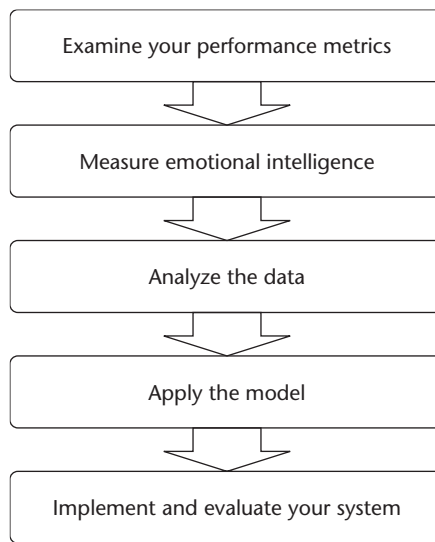 Examine your performance metrics
Measure emotional intelligence
Analyze the data
Apply the model
Implement and evaluate your system